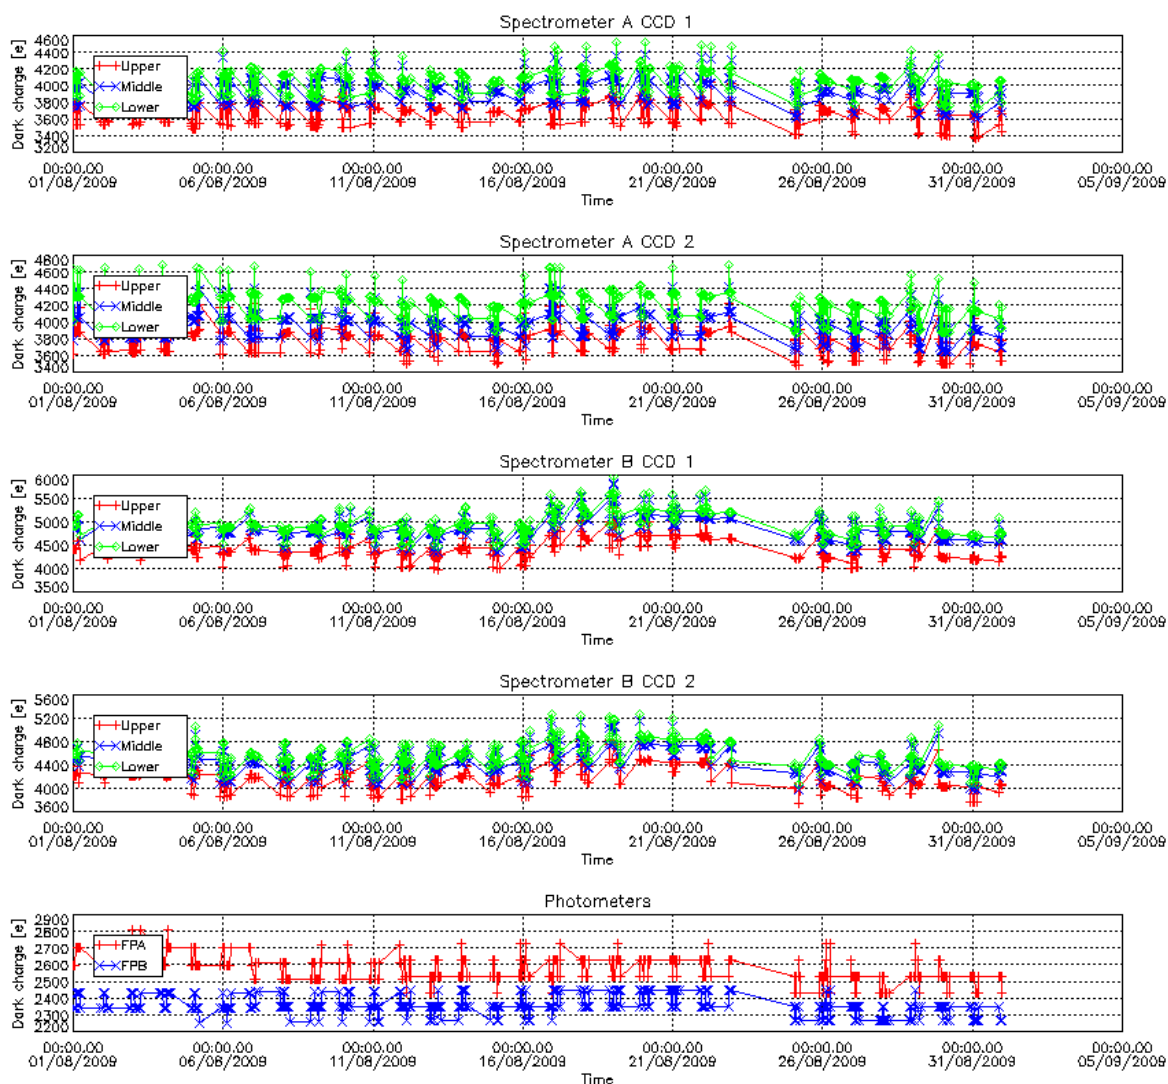 Spectrometer A CCD 1
Dark charge [e]
4600
4400
4200
4000
3800
3600
3400
3200
Upper
Middle
Lower
00:00.00 00:00.00 00:00.00 00:00.00 00:00.00 00:00.00 00:00.00 00:00.00
01/08/2009 06/08/2009 11/08/2009 16/08/2009 21/08/2009 26/08/2009 31/08/2009 05/09/2009
Time
Spectrometer A CCD 2
Dark charge [e]
4800
4600
4400
4200
4000
3800
3600
3400
Upper
Middle
Lower
00:00.00 00:00.00 00:00.00 00:00.00 00:00.00 00:00.00 00:00.00 00:00.00
01/08/2009 06/08/2009 11/08/2009 16/08/2009 21/08/2009 26/08/2009 31/08/2009 05/09/2009
Time
Spectrometer B CCD 1
Dark charge [e]
6000
5500
5000
4500
4000
3500
Upper
Middle
Lower
00:00.00 00:00.00 00:00.00 00:00.00 00:00.00 00:00.00 00:00.00 00:00.00
01/08/2009 06/08/2009 11/08/2009 16/08/2009 21/08/2009 26/08/2009 31/08/2009 05/09/2009
Time
Spectrometer B CCD 2
Dark charge [e]
5600
5200
4800
4400
4000
3600
Upper
Middle
Lower
00:00.00 00:00.00 00:00.00 00:00.00 00:00.00 00:00.00 00:00.00 00:00.00
01/08/2009 06/08/2009 11/08/2009 16/08/2009 21/08/2009 26/08/2009 31/08/2009 05/09/2009
Time
Photometers
Dark charge [e]
2900
2800
2700
2600
2500
2400
2300
2200
FPA
FPB
00:00.00 00:00.00 00:00.00 00:00.00 00:00.00 00:00.00 00:00.00 00:00.00
01/08/2009 06/08/2009 11/08/2009 16/08/2009 21/08/2009 26/08/2009 31/08/2009 05/09/2009
Time